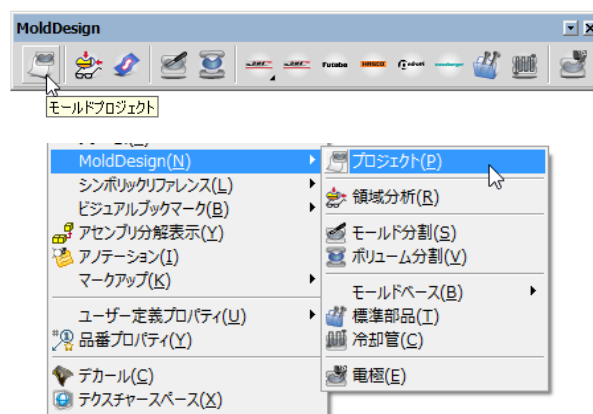 MoldDesign
Futaba HASCO
モールドプロジェクト
MoldDesign(N)
シンボリックリファレンス(L)
ビジュアルブックマーク(B)
アセンブリ分解表示(Y)
アノテーション(I)
マークアップ(K)
ユーザー定義プロパティ(U)
品番プロパティ(Y)
デカール(C)
テクスチャースペース(X)
プロジェクト(P)
領域分析(R)
モールド分割(S)
ボリューム分割(V)
モールドベース(B)
標準部品(T)
冷却管(C)
電極(E)